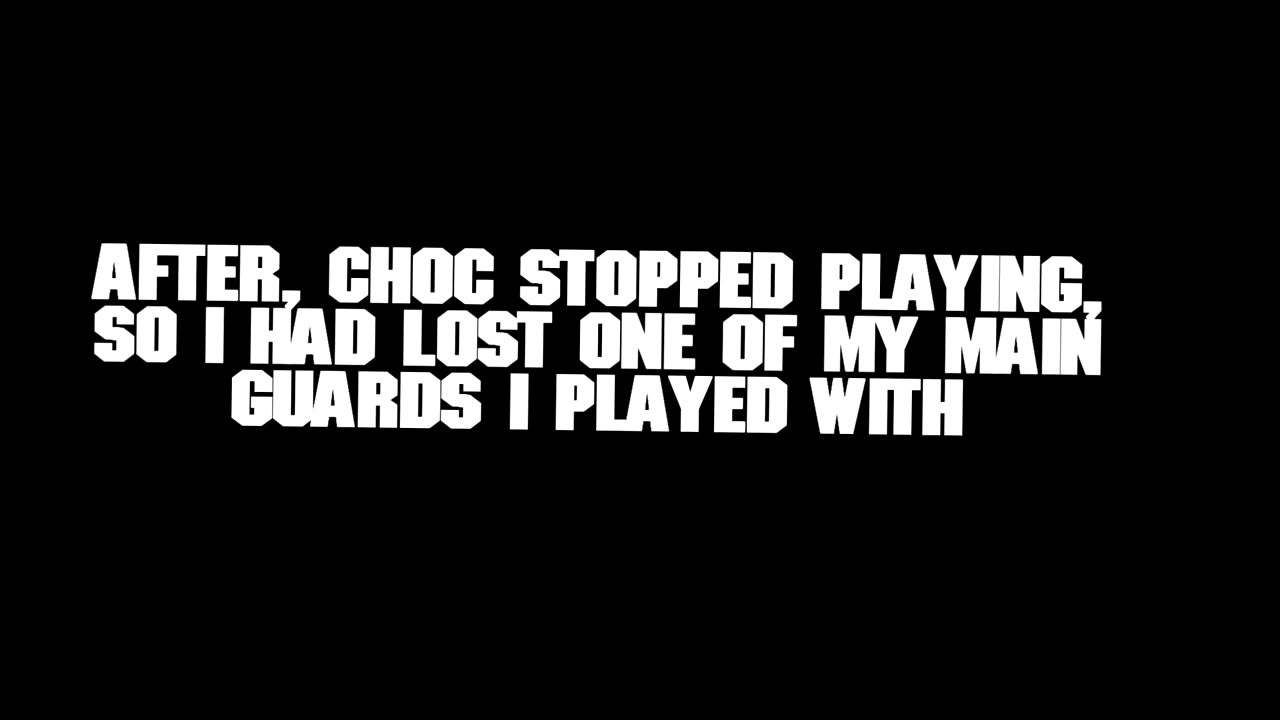 AFTER, CHOC STOPPED PLAYING,
SO I HAD LOST ONE OF MY MAIN
GUARDS I PLAYED WITH